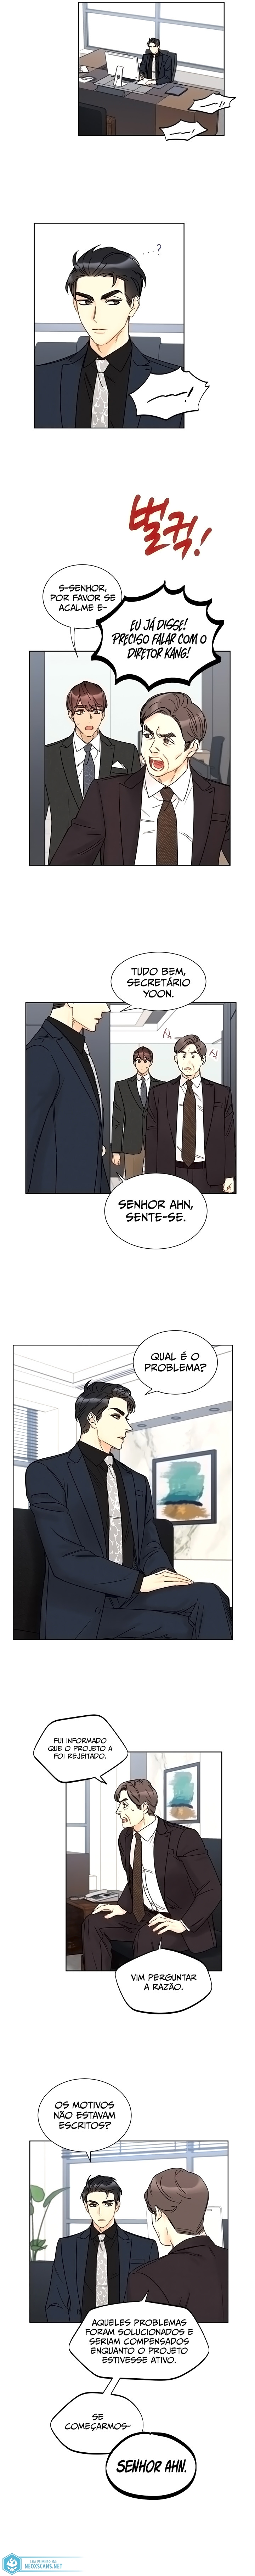 ...?
벌컥!
S-SENHOR,
POR FAVOR SE
ACALME E-
EU JÁ DISSE!
PRECISO FALAR COM O
DIRETOR KANG!
TUDO BEM,
SECRETÁRIO
YOON.
SENHOR AHN,
SENTE-SE.
QUAL É O
PROBLEMA?
FUI INFORMADO
QUE O PROJETO A
FOI REJEITADO.
VIM PERGUNTAR
A RAZÃO.
OS MOTIVOS
NÃO ESTAVAM
ESCRITOS?
AQUELES PROBLEMAS
FORAM SOLUCIONADOS E
SERIAM COMPENSADOS
ENQUANTO O PROJETO
ESTIVESSE ATIVO.
SE
COMEÇARMOS-
SENHOR AHN.
NEOXSCANS.NET